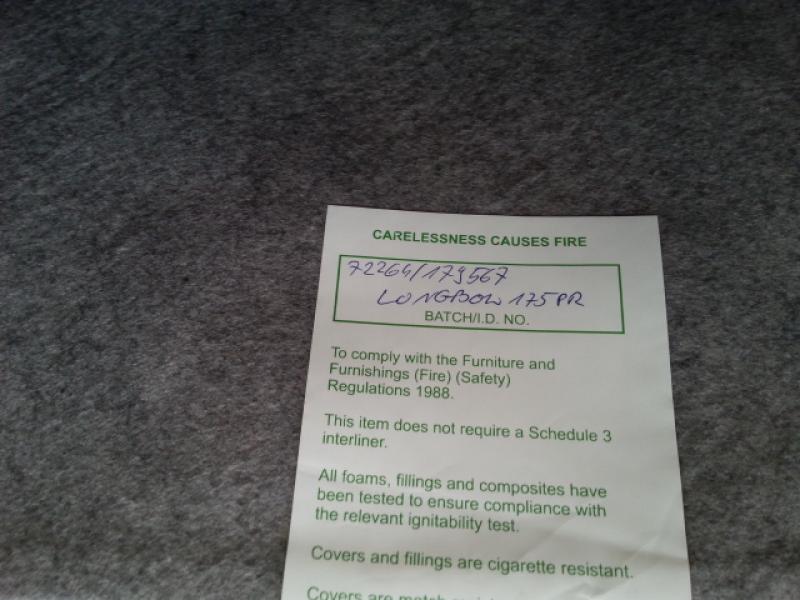 CARELESSNESS CAUSES FIRE
72264/179567
LONGBOW 175PR
BATCH/I.D. NO.
To comply with the Furniture and
Furnishings (Fire) (Safety)
Regulations 1988.
This item does not require a Schedule 3
interliner.
All foams, fillings and composites have
been tested to ensure compliance with
the relevant ignitability test.
Covers and fillings are cigarette resistant.
Covers are match